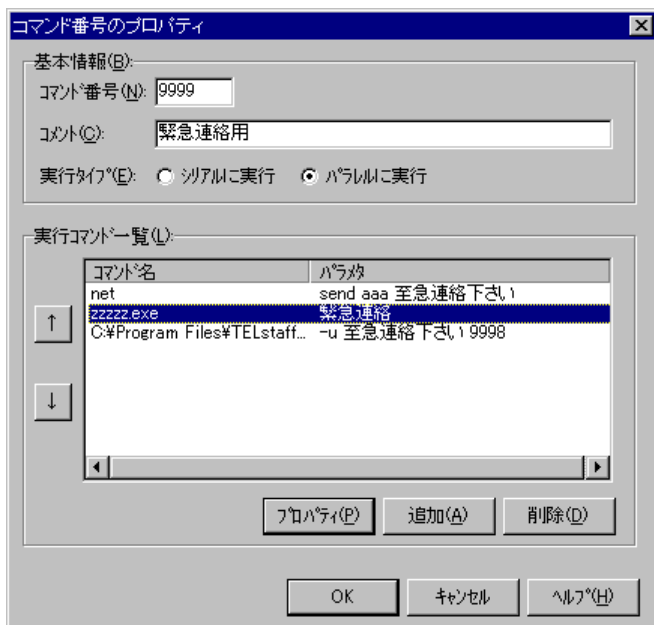 コマンド番号のプロパティ
基本情報(B):
コマンド番号(N): 9999
コメント(C): 緊急連絡用
実行タイプ(E): シリアルに実行 パラレルに実行
実行コマンド一覧(L):
コマンド名 パラメタ
net send aaa 至急連絡下さい
zzzzz.exe 緊急連絡
C:¥Program Files¥TELstaff... -u 至急連絡下さい 9998
↑
↓
プロパティ(P) 追加(A) 削除(D)
OK キャンセル ヘルプ(H)